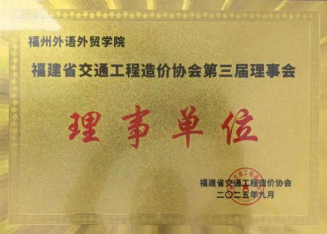 福州外语外贸学院
福建省交通工程造价协会第三届理事会
理事单位
福建省交通工程造价协会
二〇二五年九月